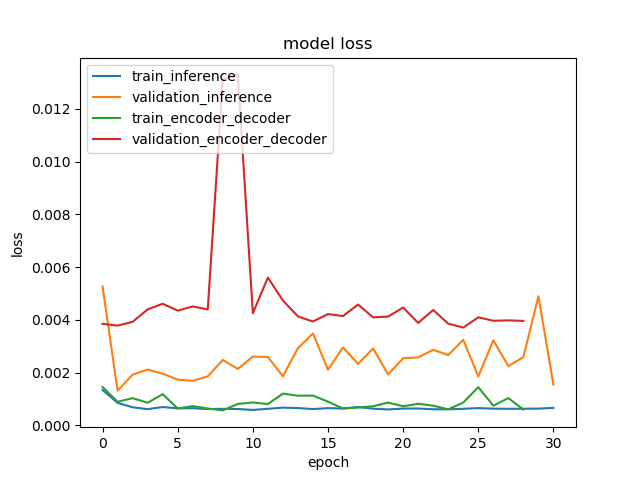 model loss
train_inference
validation_inference
train_encoder_decoder
validation_encoder_decoder
0.012
0.010
0.008
0.006
0.004
0.002
0.000
loss
0 5 10 15 20 25 30
epoch